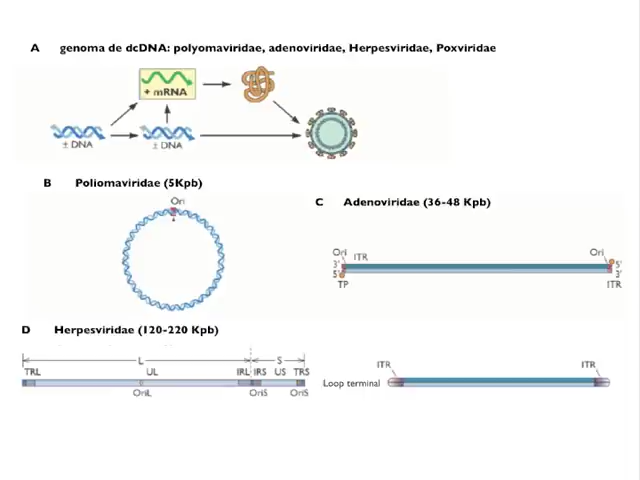 A genoma de dcDNA: polyomaviridae, adenoviridae, Herpesviridae, Poxviridae
+ mRNA
± DNA
± DNA
B Poliomaviridae (5Kpb)
Ori
C Adenoviridae (36-48 Kpb)
Ori
ITR
Ori
3'
5'
5'
3'
TP
ITR
D Herpesviridae (120-220 Kpb)
L
S
TRL
UL
IRL
IRS
US
TRS
OriL
OriS
OriS
ITR
ITR
Loop terminal